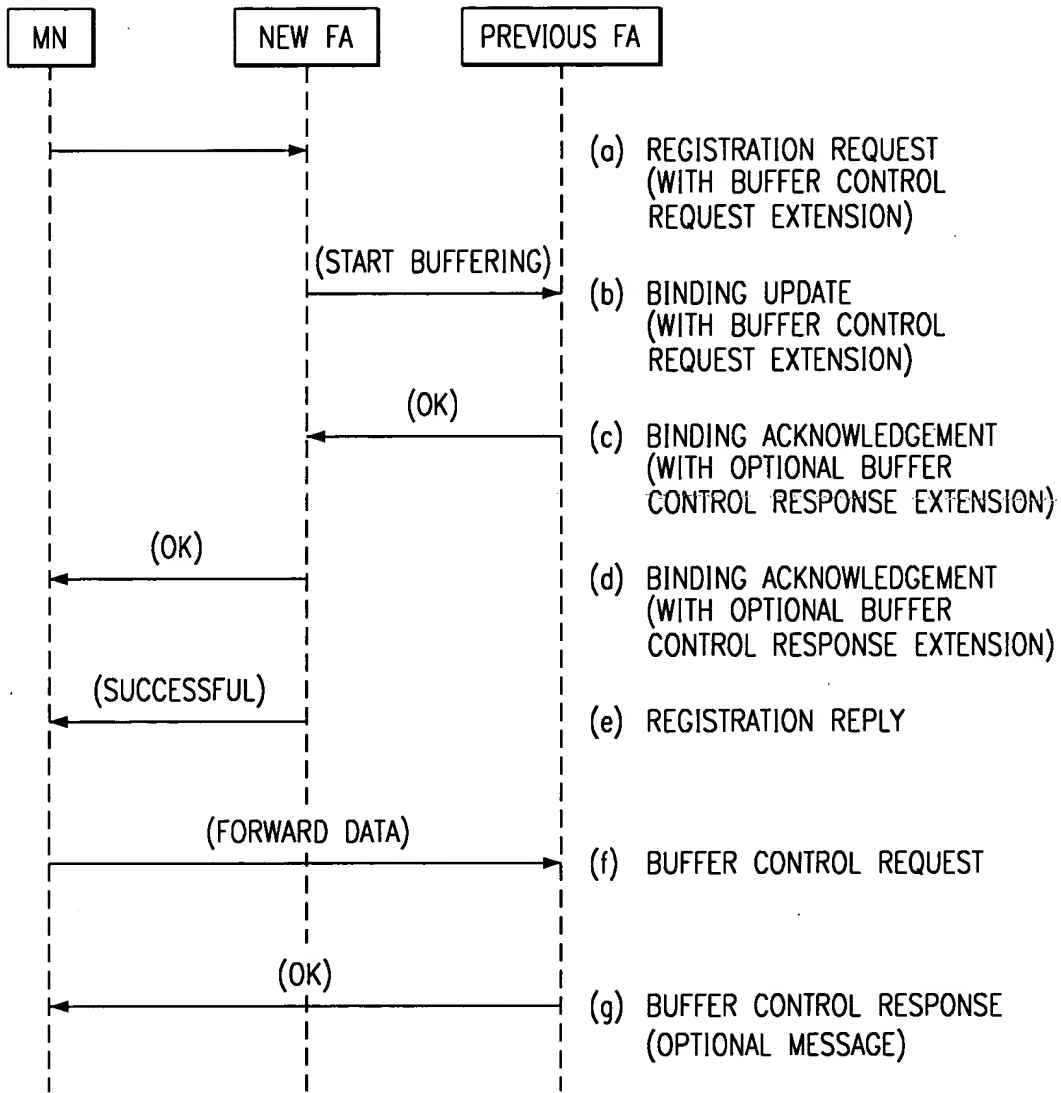 MN
NEW FA
PREVIOUS FA
(a) REGISTRATION REQUEST
(WITH BUFFER CONTROL
REQUEST EXTENSION)
(START BUFFERING)
(b) BINDING UPDATE
(WITH BUFFER CONTROL
REQUEST EXTENSION)
(OK)
(c) BINDING ACKNOWLEDGEMENT
(WITH OPTIONAL BUFFER
CONTROL RESPONSE EXTENSION)
(OK)
(d) BINDING ACKNOWLEDGEMENT
(WITH OPTIONAL BUFFER
CONTROL RESPONSE EXTENSION)
(SUCCESSFUL)
(e) REGISTRATION REPLY
(FORWARD DATA)
(f) BUFFER CONTROL REQUEST
(OK)
(g) BUFFER CONTROL RESPONSE
(OPTIONAL MESSAGE)